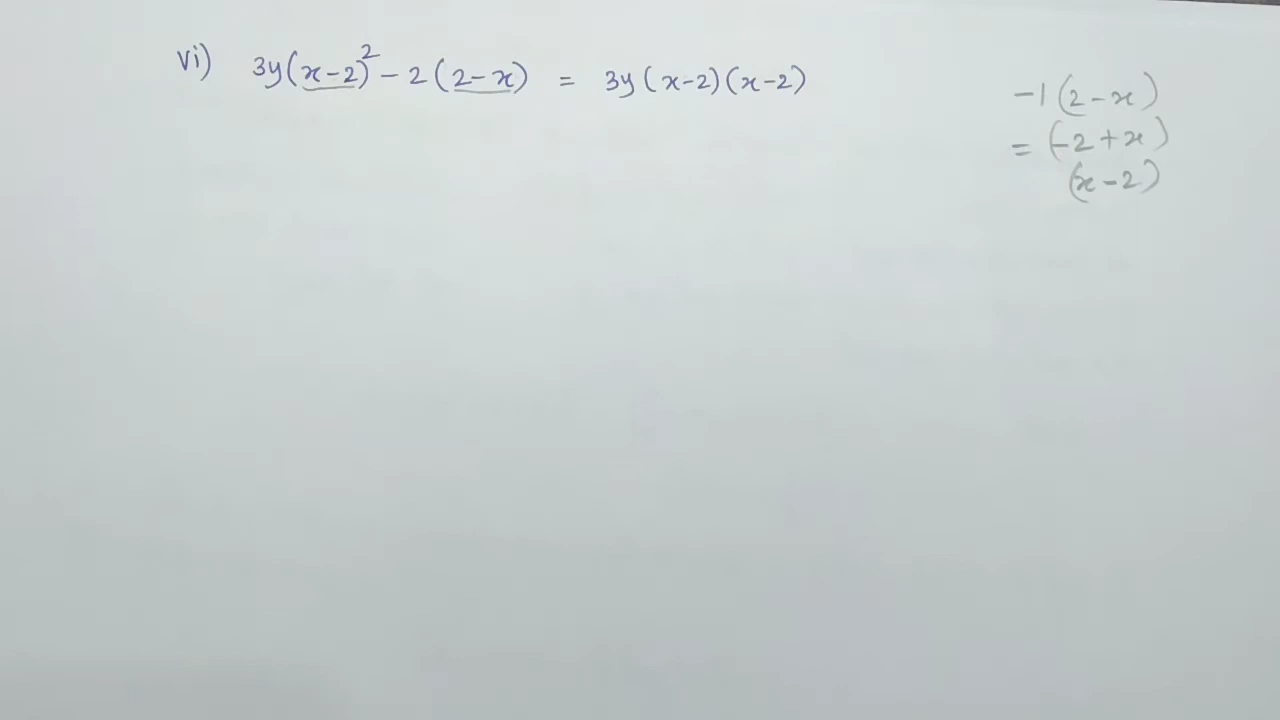 vi) 3y(x-2)² - 2(2-x) = 3y(x-2)(x-2)
-1(2-x)
= (-2+x)
(x-2)